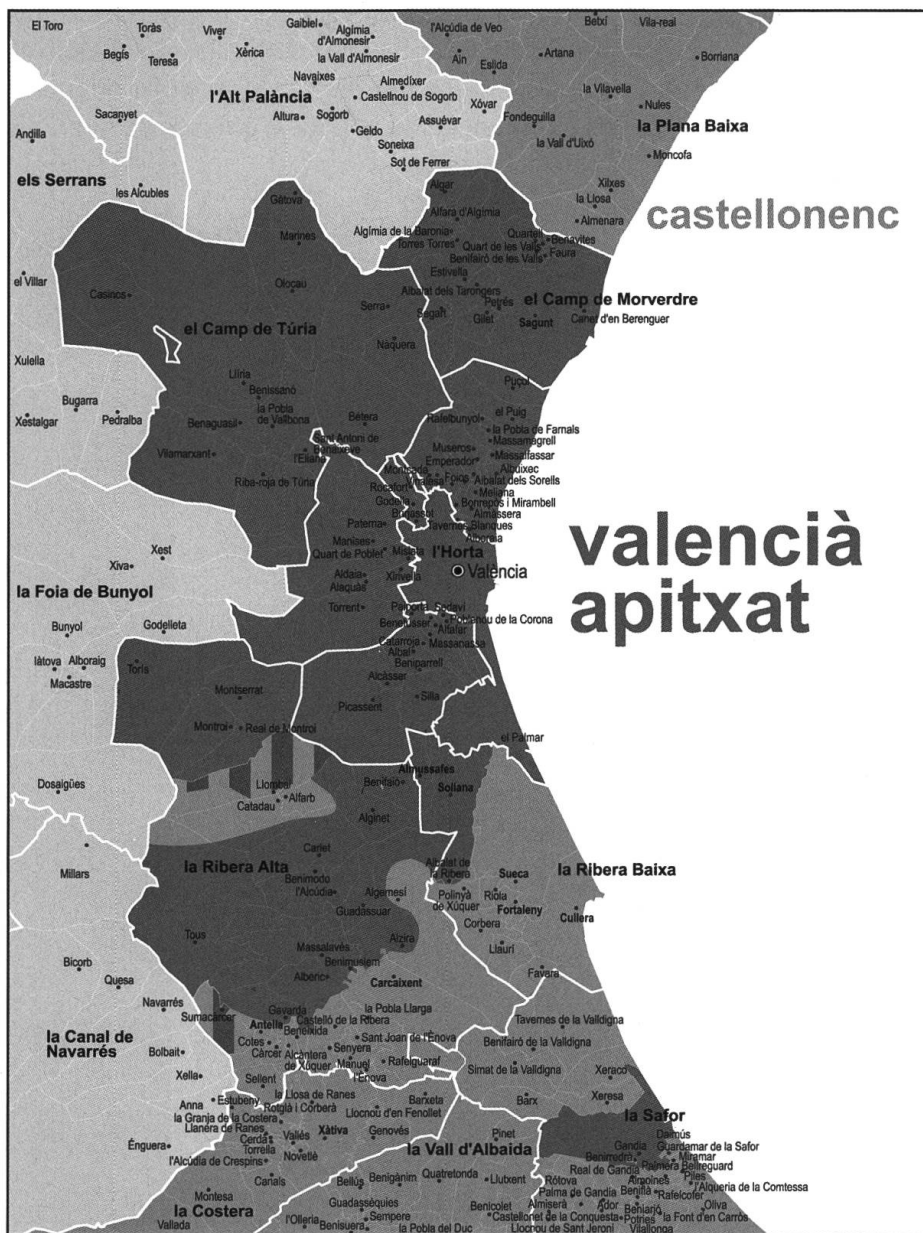 El Toro
Toràs
Viver
Gaibiel
Algímia
d'Almonesir
l'Alcúdia de Veo
Betxí
Vila-real
Begís
Teresa
Xèrica
la Vall d'Almonesir
Aín
Eslida
Artana
Borriana
Navaixes
Almedíxer
l'Alt Palància
Castellnou de Sogorb
la Vilavella
Nules
Sacanyet
Altura
Sogorb
Geldo
Assuévar
Xóvar
Fondeguilla
la Plana Baixa
Andilla
Soneixa
la Vall d'Uixó
Moncofa
els Serrans
les Alcubles
Sot de Ferrer
Algar
Xilxes
la Llosa
Almenara
castellonenc
Gàtova
Alfara d'Algímia
Marines
Algímia de la Baronia
Torres Torres
Quartell
Quart de les Valls
Benifairó de les Valls
Benavites
Faura
el Villar
Casinos
Olocau
Estivella
Albalat dels Tarongers
Segart
Petrés
Gilet
el Camp de Morverdre
Sagunt
Canet d'en Berenguer
Serra
el Camp de Túria
Nàquera
Xulella
Llíria
Benissanó
Puçol
Bugarra
Xestalgar
Pedralba
la Pobla
de Vallbona
Benaguasil
Bétera
Rafelbunyol
el Puig
la Pobla de Farnals
Massamagrell
Vilamarxant
l'Eliana
Sant Antoni de
Benaixeve
Museros
Massalfassar
Emperador
Albuixec
Riba-roja de Túria
Montcada
Vinalesa
Foios
Albalat dels Sorells
Rocafort
Meliana
Godella
Bonrepòs i Mirambell
Burjassot
Almàssera
Paterna
Tavernes Blanques
Alboraia
Manises
valencià
apitxat
Xest
Xiva
Quart de Poblet
Mislata
l'Horta
València
la Foia de Bunyol
Aldaia
Alaquàs
Xirivella
Torrent
Paiporta
Sedaví
Benetússer
Poblenou de la Corona
Alfafar
Bunyol
Godelleta
Catarroja
Massanassa
Albal
Iàtova
Alboraig
Macastre
Torís
Beniparrell
Montserrat
Alcàsser
Picassent
Silla
Montroi
Real de Montroi
el Palmar
Dosaigües
Llombai
Catadau
Alfarb
Benifaió
Almussafes
Sollana
Alginet
Millars
la Ribera Alta
Carlet
Benimodo
l'Alcúdia
Albalat de
la Ribera
Sueca
la Ribera Baixa
Algemesí
Guadassuar
Polinyà
de Xúquer
Riola
Fortaleny
Cullera
Corbera
Tous
Alzira
Llaurí
Massalavés
Benimuslem
Alberic
Favara
Bicorb
Quesa
Carcaixent
Navarrés
Sumacàrcer
Gavarda
la Pobla Llarga
Antella
Castelló de la Ribera
Beneixida
Tavernes de la Valldigna
la Canal de
Navarrés
Bolbait
Cotes
Càrcer
Alcàntera
de Xúquer
Senyera
Manuel
Sant Joan de l'Énova
Rafelguaraf
l'Énova
Benifairó de la Valldigna
Simat de la Valldigna
Xeraco
Xella
Sellent
Barx
Xeresa
Anna
Estubeny
la Llosa de Ranes
Rotglà i Corberà
Barxeta
la Safor
la Granja de la Costera
Llanera de Ranes
Llocnou d'en Fenollet
Énguera
Cerdà
Torrella
Vallés
Novetlè
Xàtiva
Genovés
la Vall d'Albaida
Pinet
Gandia
Daimús
Guardamar de la Safor
Benirredrà
Miramar
l'Alcúdia de Crespins
Real de Gandia
Palmera
Bellreguard
Canals
Bellús
Benigànim
Quatretonda
Llutxent
Ròtova
Almoines
Piles
l'Alqueria de la Comtessa
Montesa
Guadasséquies
Palma de Gandia
Beniflà
Rafelcofer
la Costera
Benicolet
Almiserà
Ador
Beniarjó
Oliva
Vallada
l'Olleria
Sempere
Castellonet de la Conquesta
Potries
la Font d'en Carròs
Benisuera
la Pobla del Duc
Llocnou de Sant Jeroni
Vilallonga